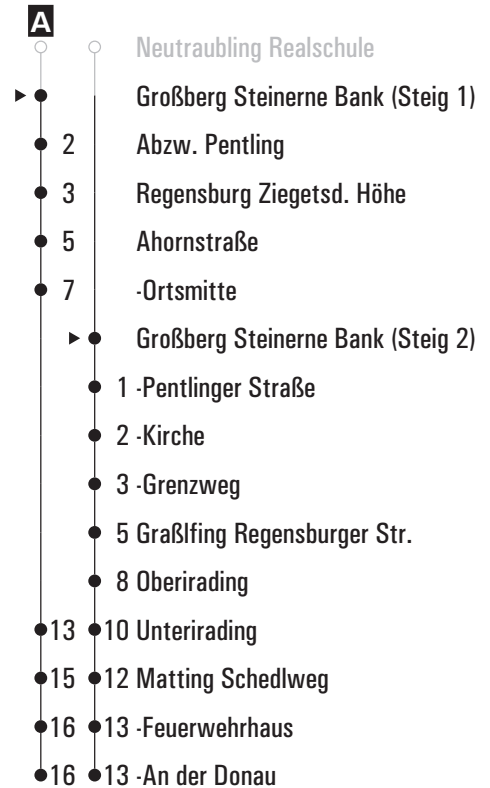 A
Neutraubling Realschule
Großberg Steinerne Bank (Steig 1)
2 Abzw. Pentling
3 Regensburg Ziegetsd. Höhe
5 Ahornstraße
7 -Ortsmitte
Großberg Steinerne Bank (Steig 2)
1 -Pentlinger Straße
2 -Kirche
3 -Grenzweg
5 Graßlfing Regensburger Str.
8 Oberirading
13 10 Unterirading
15 12 Matting Schedlweg
16 13 -Feuerwehrhaus
16 13 -An der Donau